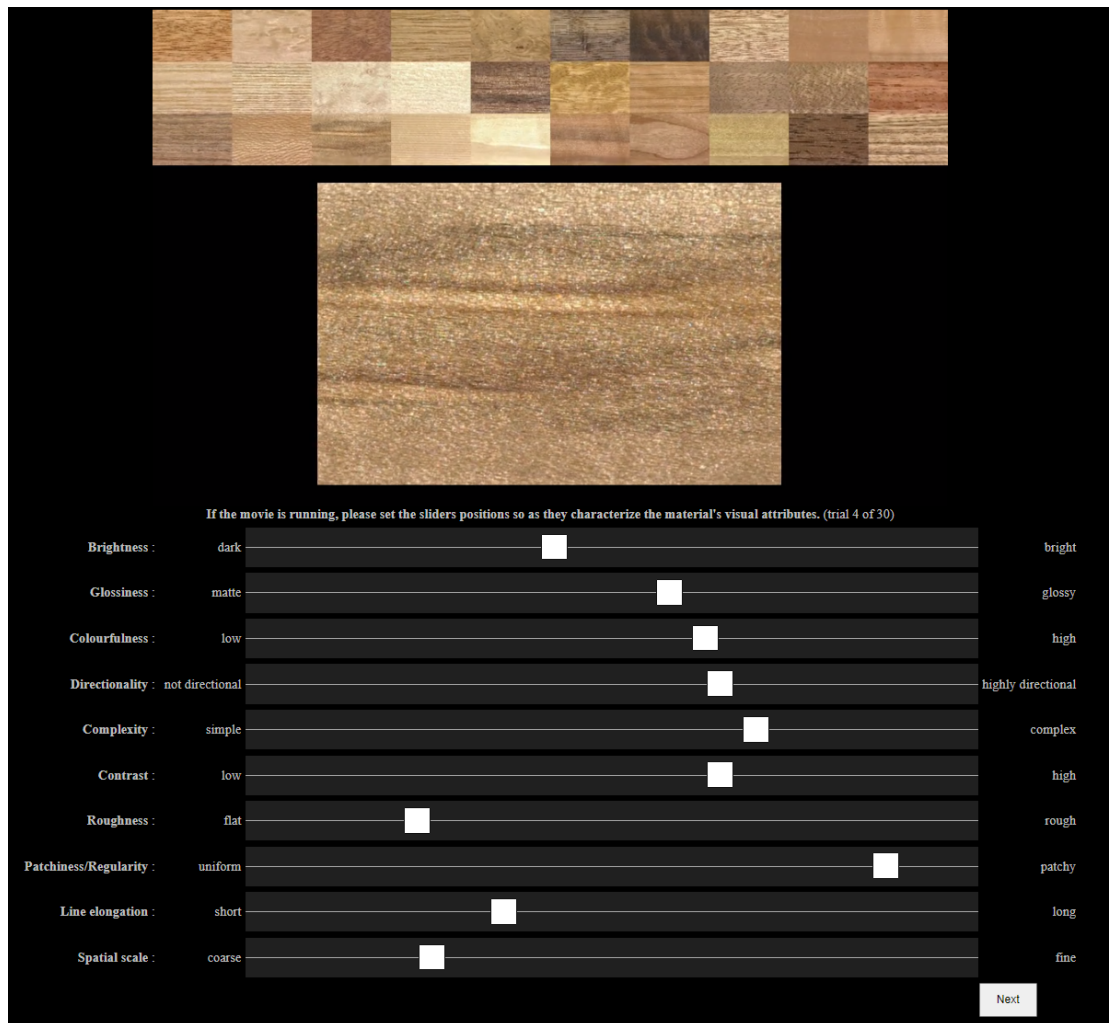 If the movie is running, please set the sliders positions so as they characterize the material's visual attributes. (trial 4 of 30)
Brightness : dark bright
Glossiness : matte glossy
Colourfulness : low high
Directionality : not directional highly directional
Complexity : simple complex
Contrast : low high
Roughness : flat rough
Patchiness/Regularity : uniform patchy
Line elongation : short long
Spatial scale : coarse fine
Next